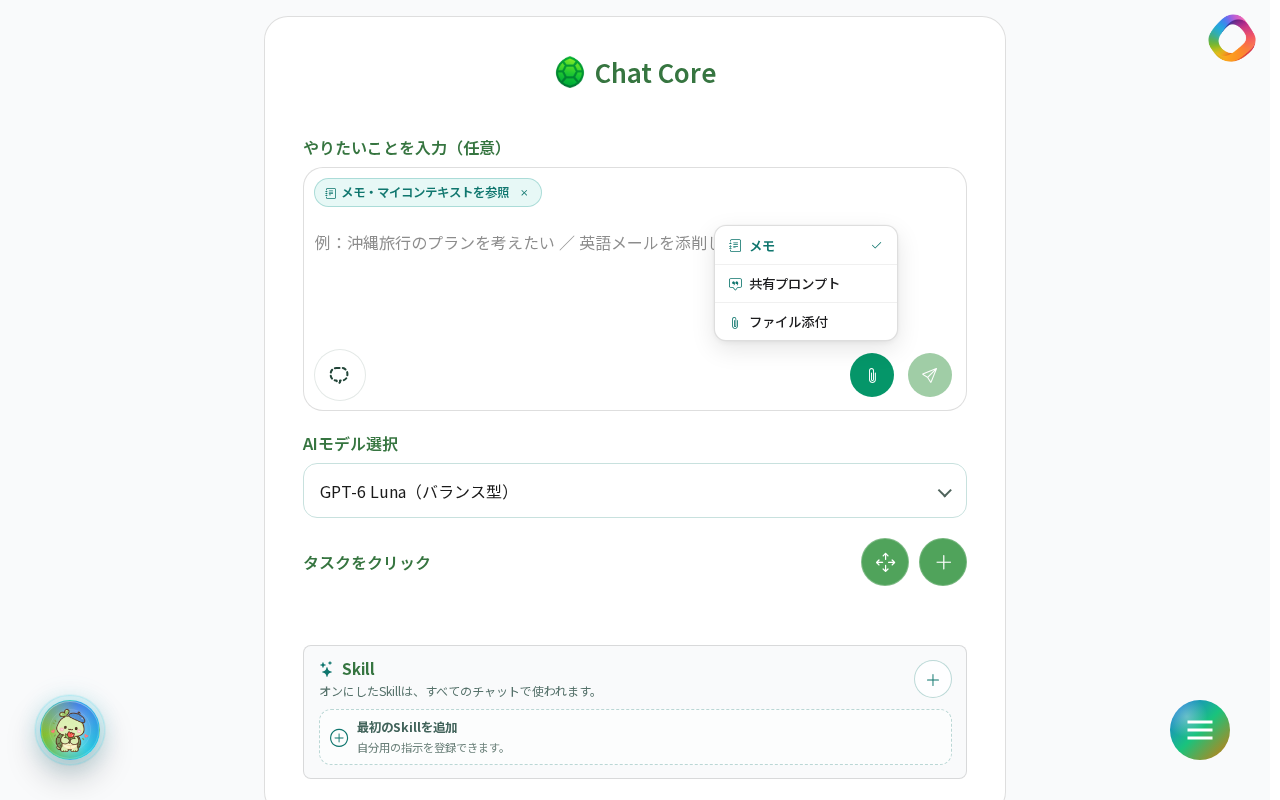 Chat Core
やりたいことを入力（任意）
メモ・マイコンテキストを参照 ×
例：沖縄旅行のプランを考えたい ／ 英語メールを添削し
メモ
共有プロンプト
ファイル添付
AIモデル選択
GPT-6 Luna（バランス型）
タスクをクリック
Skill
オンにしたSkillは、すべてのチャットで使われます。
最初のSkillを追加
自分用の指示を登録できます。